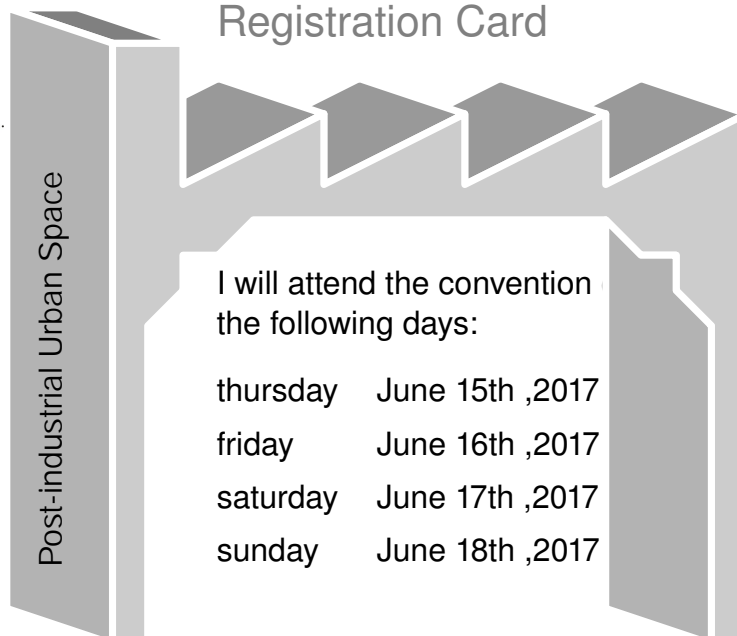 Registration Card
Post-industrial Urban Space
I will attend the convention
the following days:
thursday June 15th ,2017
friday June 16th ,2017
saturday June 17th ,2017
sunday June 18th ,2017